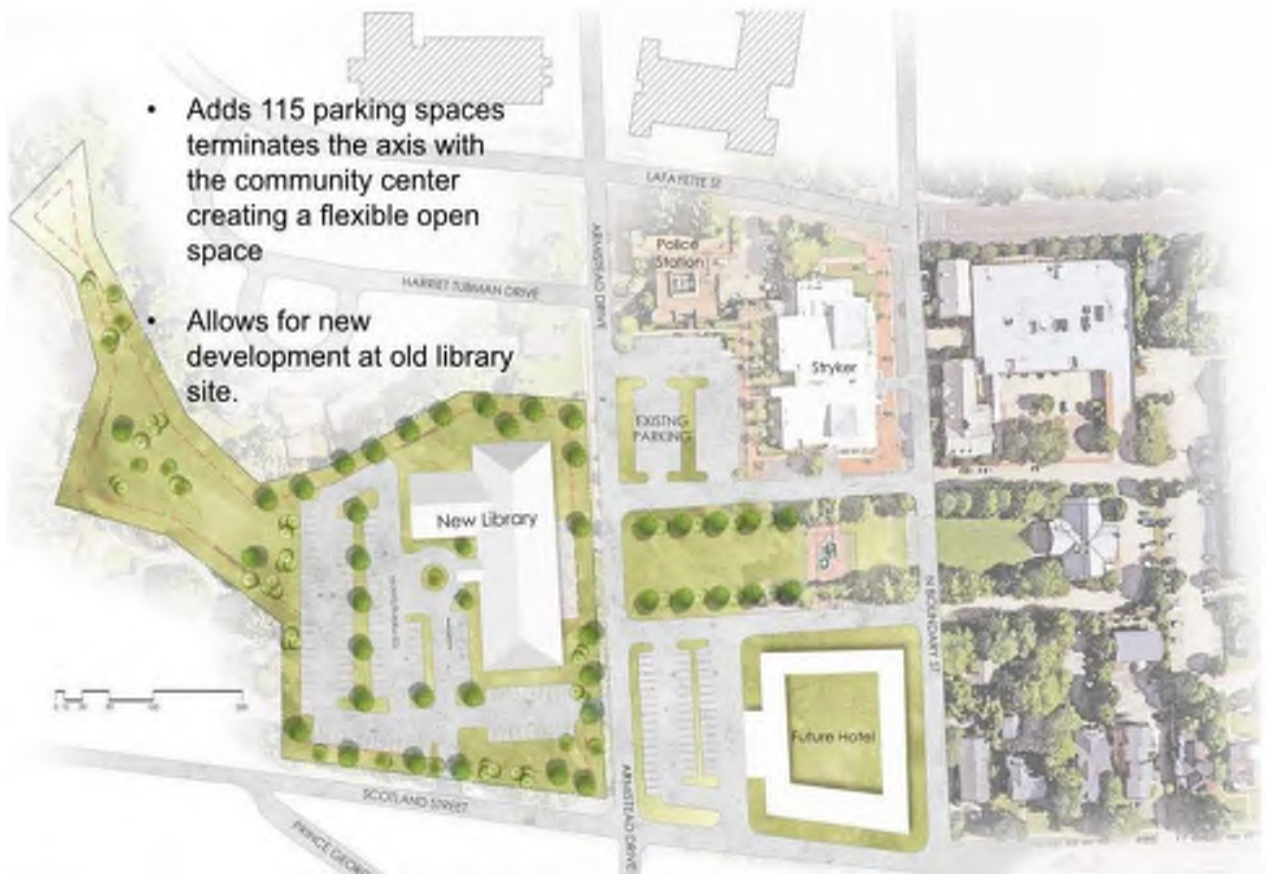 • Adds 115 parking spaces
terminates the axis with
the community center
creating a flexible open
space
• Allows for new
development at old library
site.
LAFAYETTE ST
ARMISTEAD DRIVE
Police
Station
HARRIET TUBMAN DRIVE
Stryker
EXISTNG
PARKING
New Library
N BOUNDARY ST
Future Hotel
SCOTLAND STREET
ARMISTEAD DRIVE
PRINCE GEORG